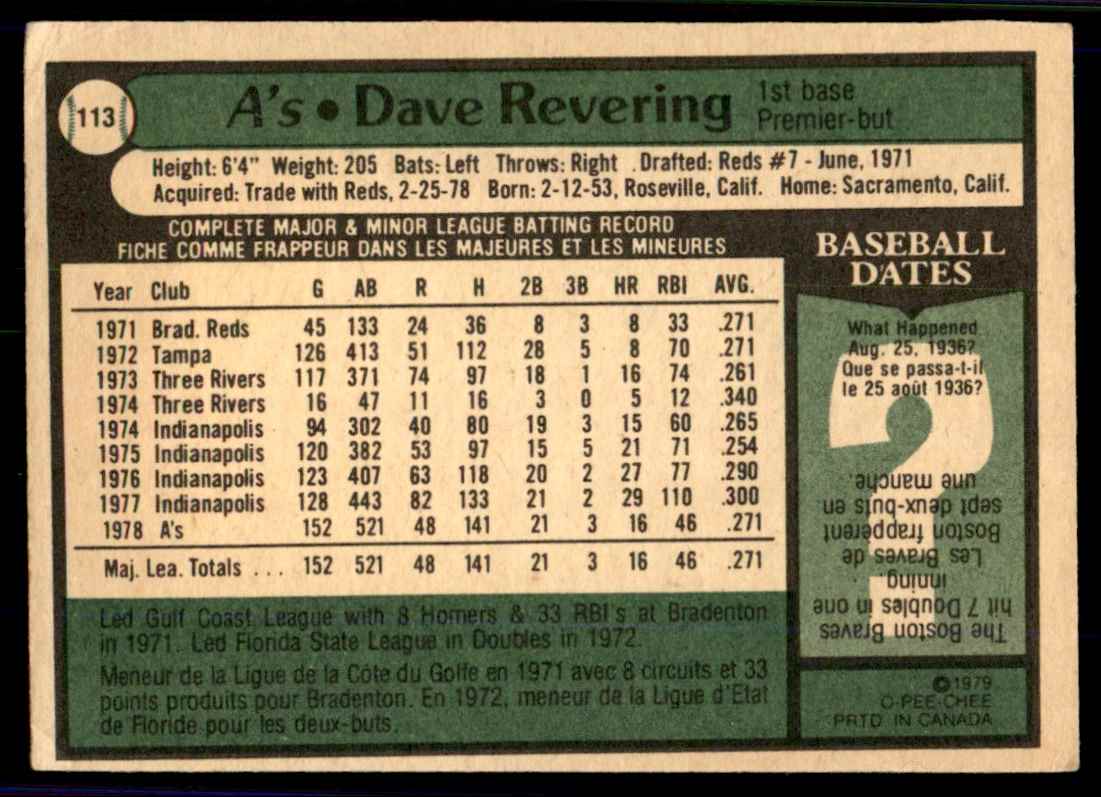 113
A's • Dave Revering
1st base
Premier-but
Height: 6'4" Weight: 205 Bats: Left Throws: Right . Drafted: Reds #7 - June, 1971
Acquired: Trade with Reds, 2-25-78 Born: 2-12-53, Roseville, Calif. Home: Sacramento, Calif.
COMPLETE MAJOR & MINOR LEAGUE BATTING RECORD
FICHE COMME FRAPPEUR DANS LES MAJEURES ET LES MINEURES
Year Club G AB R H 2B 3B HR RBI AVG.
1971 Brad. Reds 45 133 24 36 8 3 8 33 .271
1972 Tampa 126 413 51 112 28 5 8 70 .271
1973 Three Rivers 117 371 74 97 18 1 16 74 .261
1974 Three Rivers 16 47 11 16 3 0 5 12 .340
1974 Indianapolis 94 302 40 80 19 3 15 60 .265
1975 Indianapolis 120 382 53 97 15 5 21 71 .254
1976 Indianapolis 123 407 63 118 20 2 27 77 .290
1977 Indianapolis 128 443 82 133 21 2 29 110 .300
1978 A's 152 521 48 141 21 3 16 46 .271
Maj. Lea. Totals . . . 152 521 48 141 21 3 16 46 .271
Led Gulf Coast League with 8 Homers & 33 RBI's at Bradenton
in 1971. Led Florida State League in Doubles in 1972.
Meneur de la Ligue de la Côte du Golfe en 1971 avec 8 circuits et 33
points produits pour Bradenton. En 1972, meneur de la Ligue d'Etat
de Floride pour les deux-buts.
BASEBALL
DATES
What Happened
Aug. 25, 1936?
Que se passa-t-il
le 25 août 1936?
The Boston Braves
hit 7 Doubles in one
inning.
Les Braves de
Boston frappèrent
sept deux-buts en
une manche.
© 1979
O-PEE-CHEE
PRTD IN CANADA